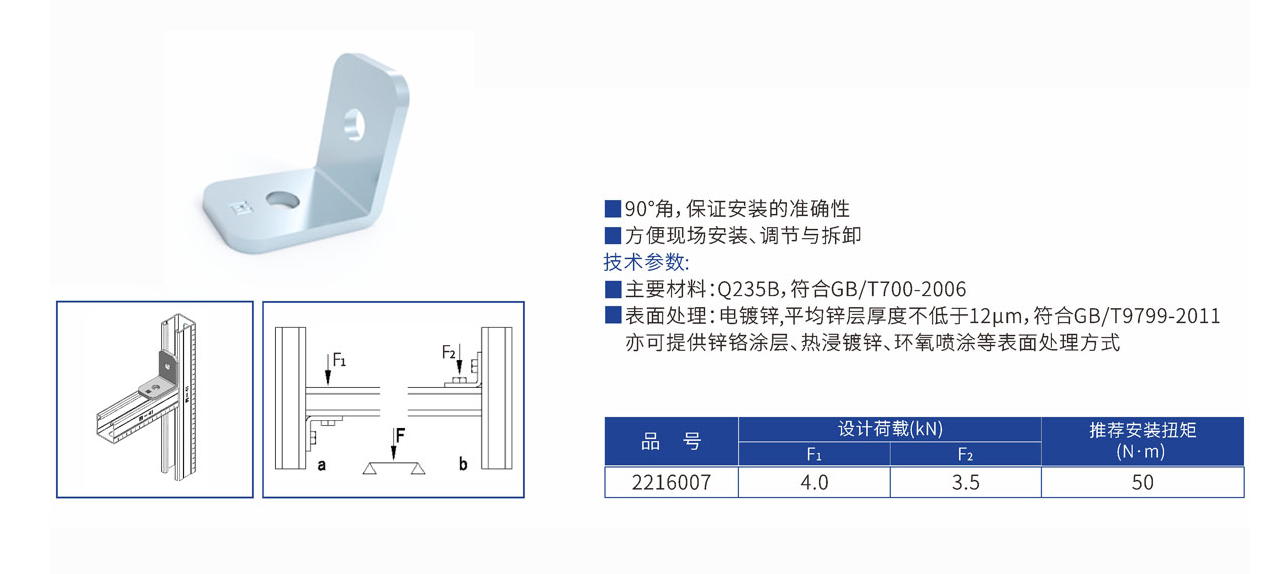 90°角，保证安装的准确性
方便现场安装、调节与拆卸
技术参数:
主要材料：Q235B，符合GB/T700-2006
表面处理：电镀锌,平均锌层厚度不低于12μm，符合GB/T9799-2011
亦可提供锌铬涂层、热浸镀锌、环氧喷涂等表面处理方式
F₁
F₂
F
a
b
品 号
设计荷载(kN)
推荐安装扭矩
(N·m)
F₁
F₂
2216007
4.0
3.5
50